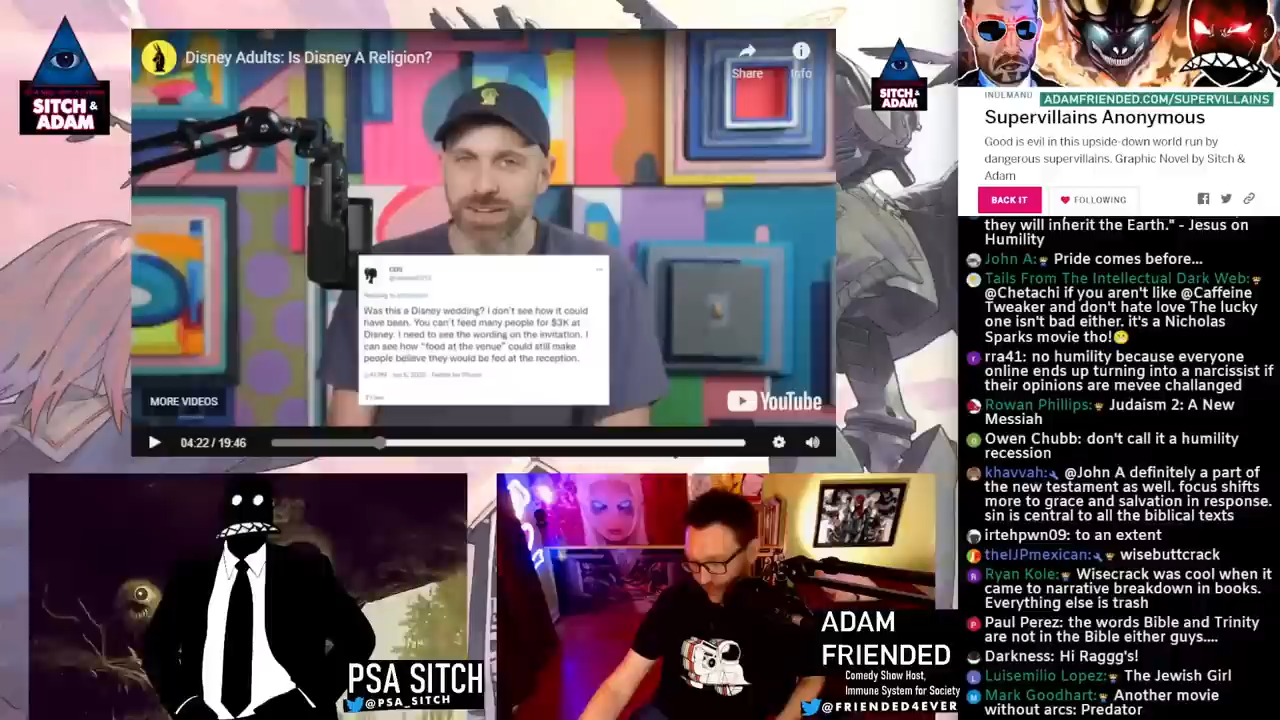 SITCH &
ADAM
Disney Adults: Is Disney A Religion?
Share
Info
SITCH &
ADAM
Was this a Disney wedding? I don't see how it could
have been. You can't feed many people for $3K at
Disney. I need to see the wording on the invitation. I
can see how "food at the venue" could still make
people believe they would be fed at the reception.
MORE VIDEOS
YouTube
04:22 / 19:46
PSA SITCH
@PSA_SITCH
ADAM
FRIENDED
Comedy Show Host,
Immune System for Society
@FRIENDED4EVER
INDEMAND
ADAMFRIENDED.COM/SUPERVILLAINS
Supervillains Anonymous
Good is evil in this upside-down world run by
dangerous supervillains. Graphic Novel by Sitch &
Adam
BACK IT
FOLLOWING
they will inherit the Earth." - Jesus on
Humility
John A: Pride comes before...
Tails From The Intellectual Dark Web:
@Chetachi if you aren't like @Caffeine
Tweaker and don't hate love The lucky
one isn't bad either. it's a Nicholas
Sparks movie tho!
rra41: no humility because everyone
online ends up turning into a narcissist if
their opinions are mevee challanged
Rowan Phillips: Judaism 2: A New
Messiah
Owen Chubb: don't call it a humility
recession
khavvah: @John A definitely a part of
the new testament as well. focus shifts
more to grace and salvation in response.
sin is central to all the biblical texts
irtehpwn09: to an extent
theIJPmexican: wisebuttcrack
Ryan Kole: Wisecrack was cool when it
came to narrative breakdown in books.
Everything else is trash
Paul Perez: the words Bible and Trinity
are not in the Bible either guys....
Darkness: Hi Raggg's!
Luisemilio Lopez: The Jewish Girl
Mark Goodhart: Another movie
without arcs: Predator